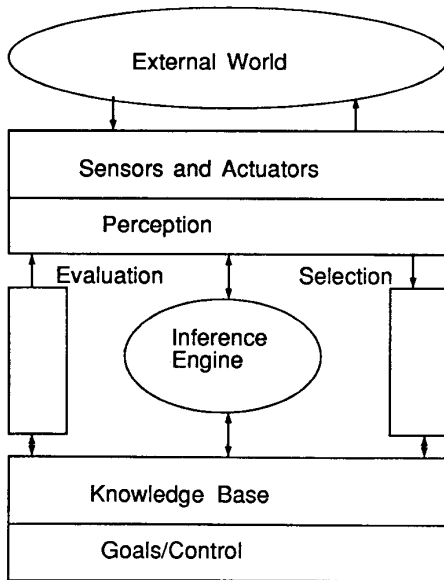 External World
Sensors and Actuators
Perception
Evaluation
Selection
Inference
Engine
Knowledge Base
Goals/Control